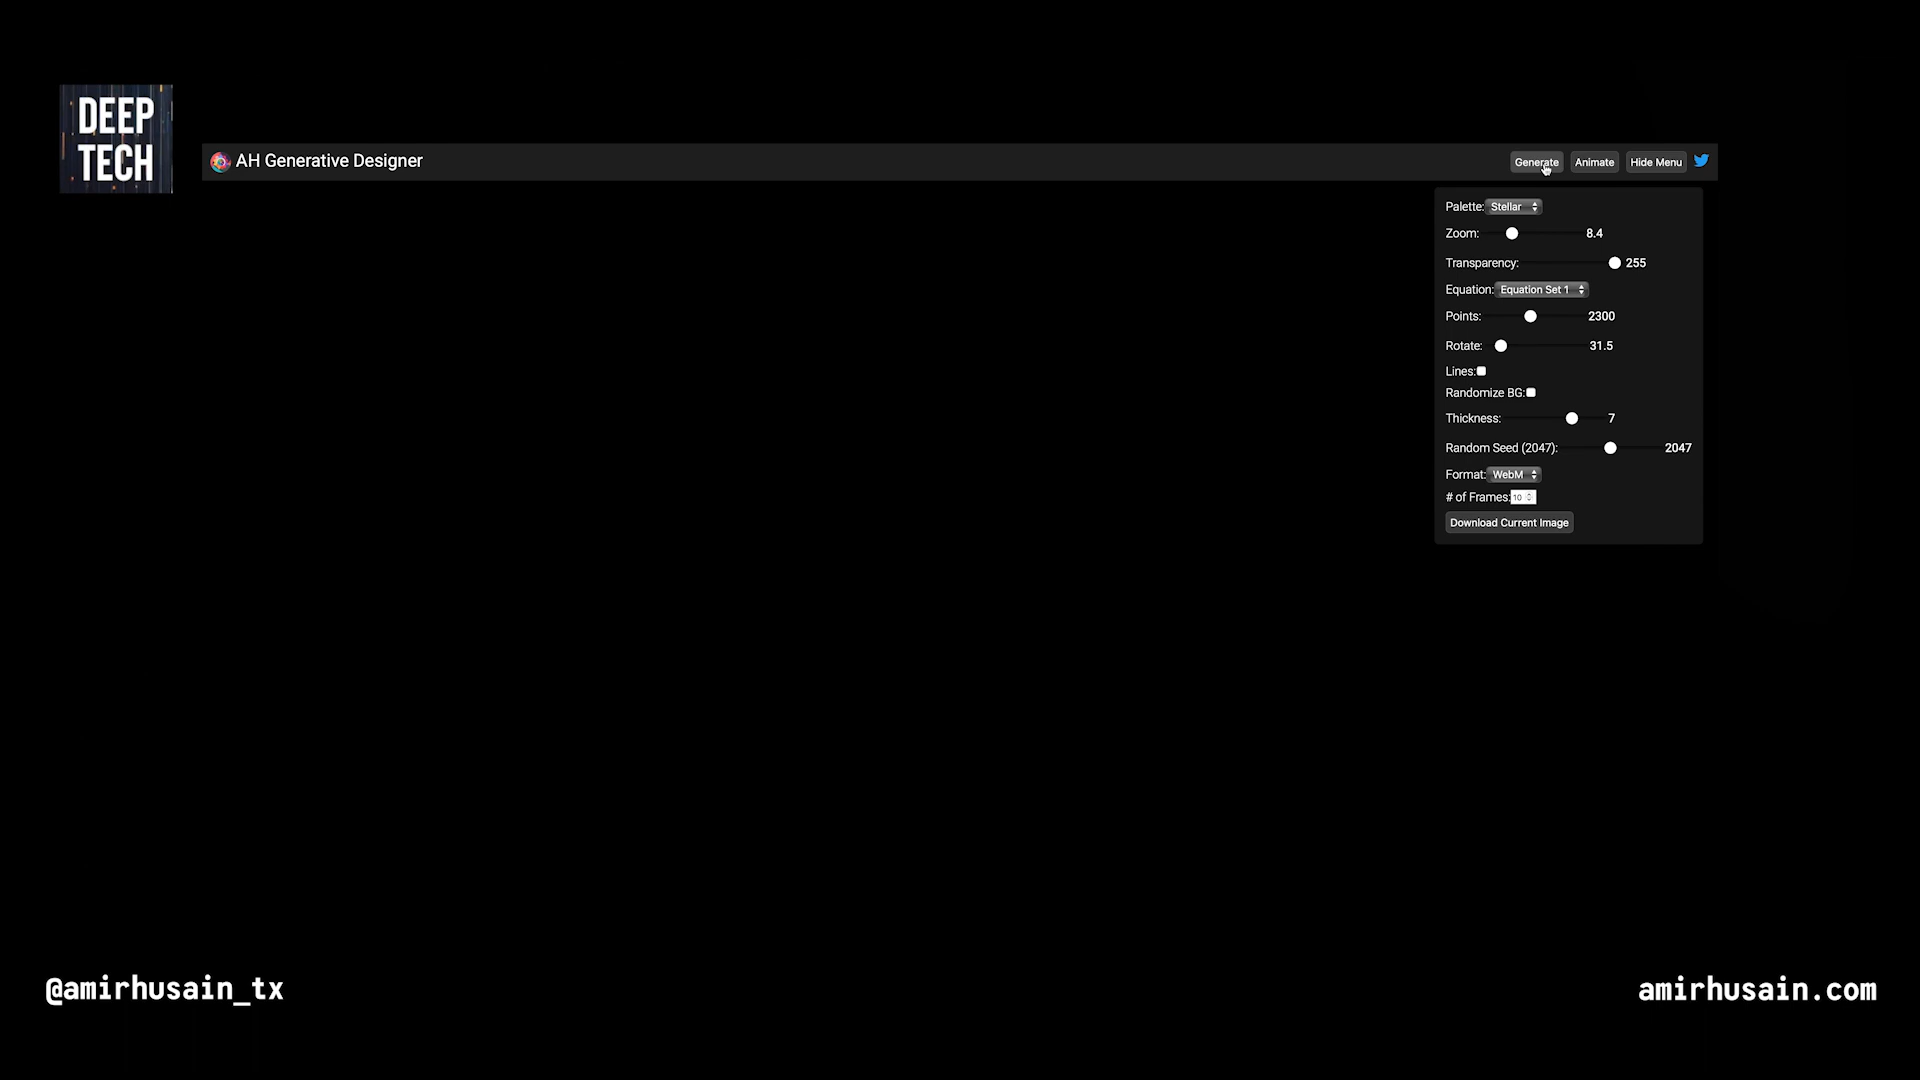 DEEP
TECH
AH Generative Designer
Generate Animate Hide Menu
Palette: Stellar
Zoom: 8.4
Transparency: 255
Equation: Equation Set 1
Points: 2300
Rotate: 31.5
Lines:
Randomize BG:
Thickness: 7
Random Seed (2047): 2047
Format: WebM
# of Frames: 10
Download Current Image
@amirhusain_tx
amirhusain.com